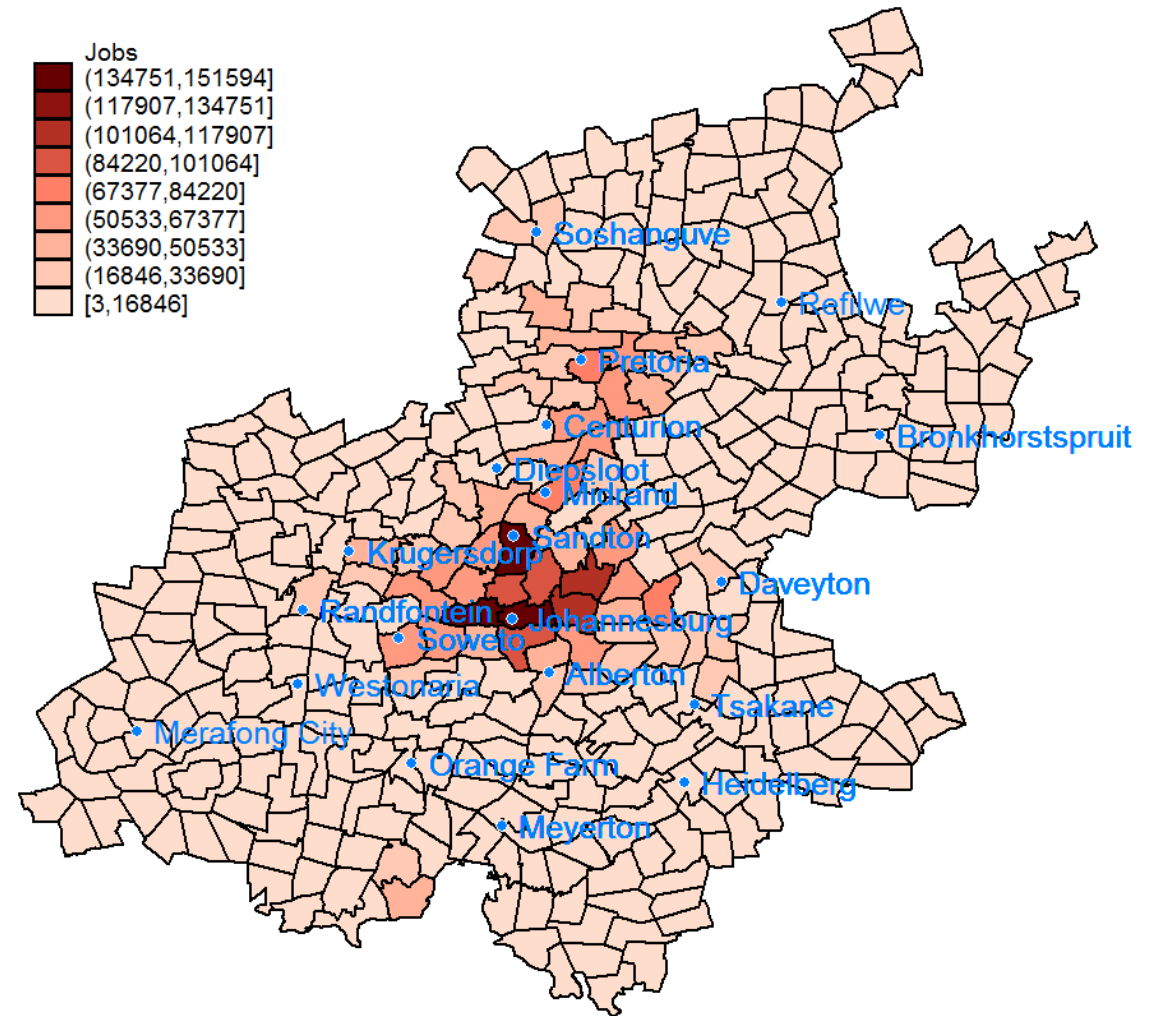 Jobs
(134751,151594]
(117907,134751]
(101064,117907]
(84220,101064]
(67377,84220]
(50533,67377]
(33690,50533]
(16846,33690]
[3,16846]
Soshanguve
Refilwe
Pretoria
Centurion
Bronkhorstspruit
Diepsloot
Midrand
Sandton
Krugersdorp
Daveyton
Randfontein
Johannesburg
Soweto
Alberton
Westonaria
Tsakane
Merafong City
Orange Farm
Heidelberg
Meyerton